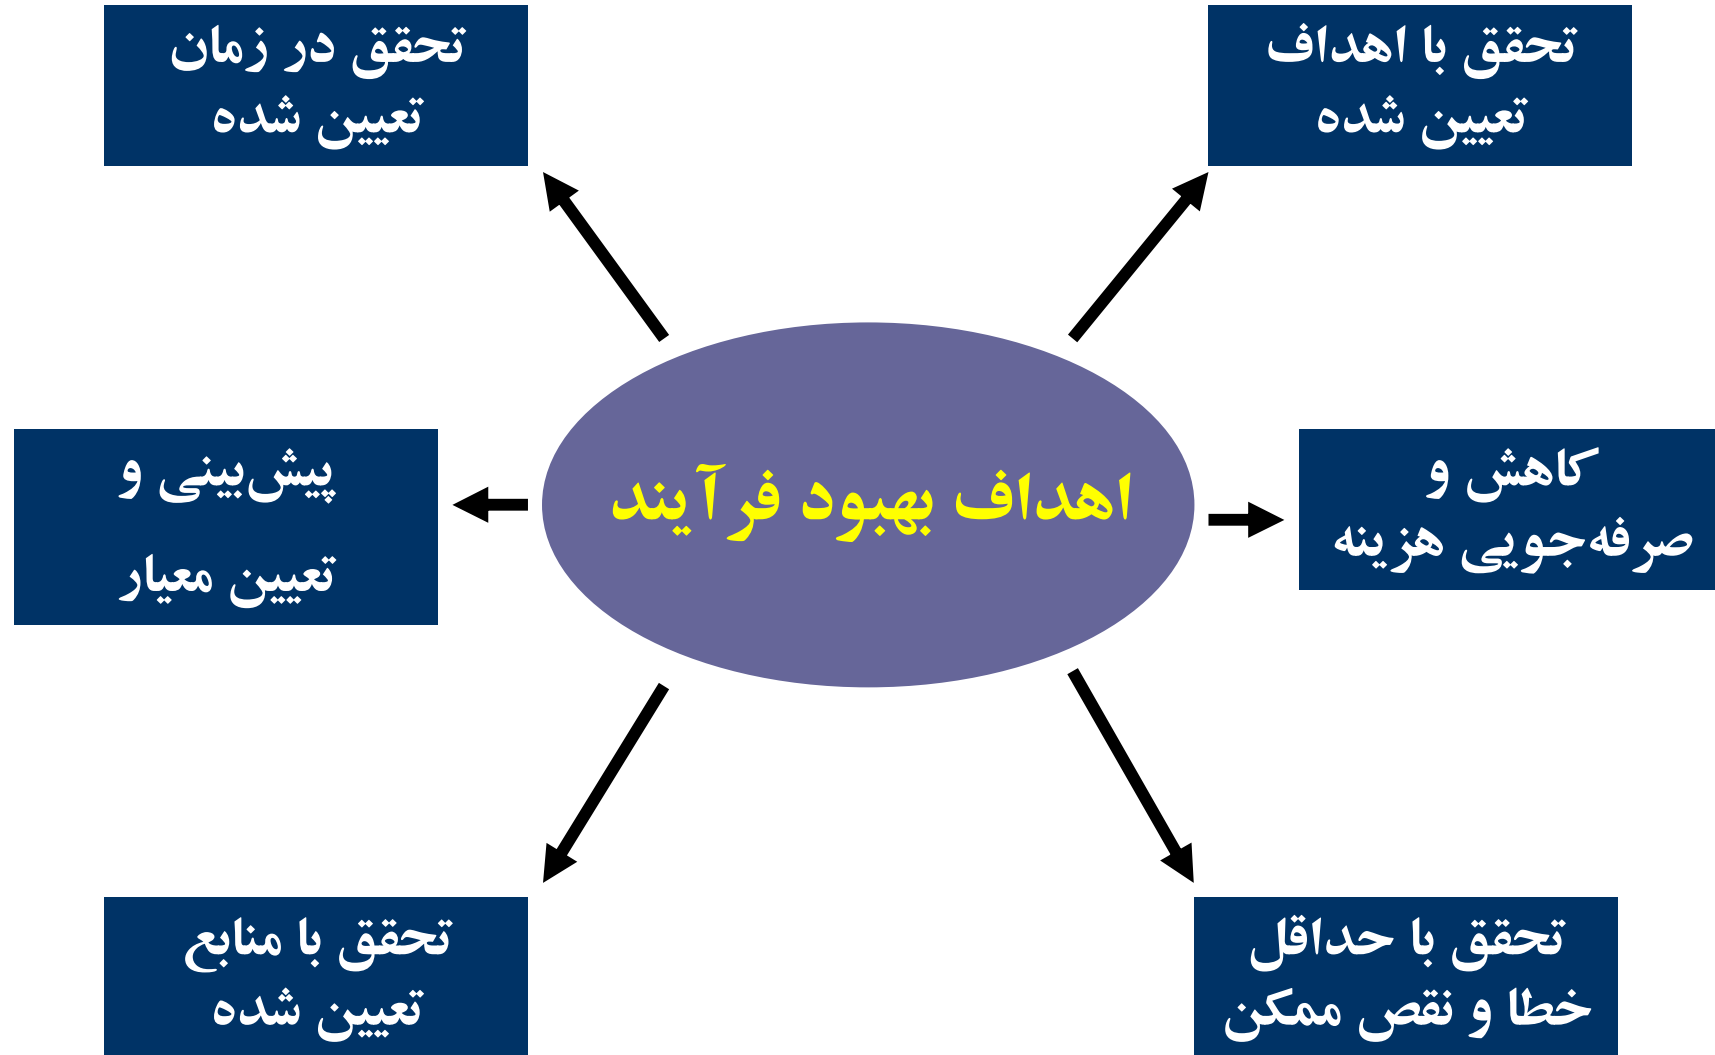 تحقق با اهداف
تعیین شده
تحقق در زمان
تعیین شده
کاهش و
صرفه‌جویی هزینه
اهداف بهبود فرآیند
پیش‌بینی و
تعیین معیار
تحقق با حداقل
خطا و نقص ممکن
تحقق با منابع
تعیین شده